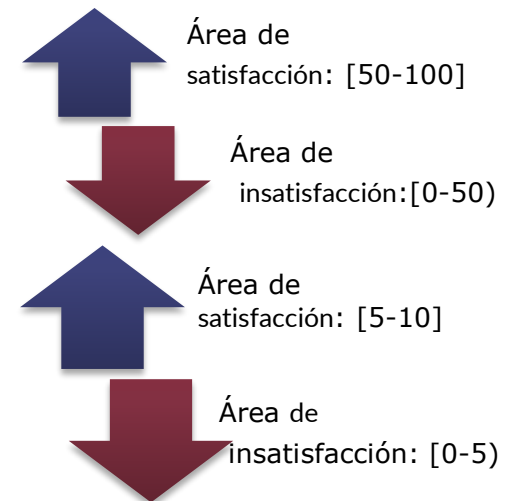 Área de
satisfacción: [50-100]
Área de
insatisfacción:[0-50)
Área de
satisfacción: [5-10]
Área de
insatisfacción: [0-5)